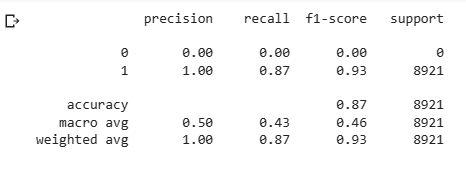 precision recall f1-score support
0 0.00 0.00 0.00 0
1 1.00 0.87 0.93 8921
accuracy 0.87 8921
macro avg 0.50 0.43 0.46 8921
weighted avg 1.00 0.87 0.93 8921